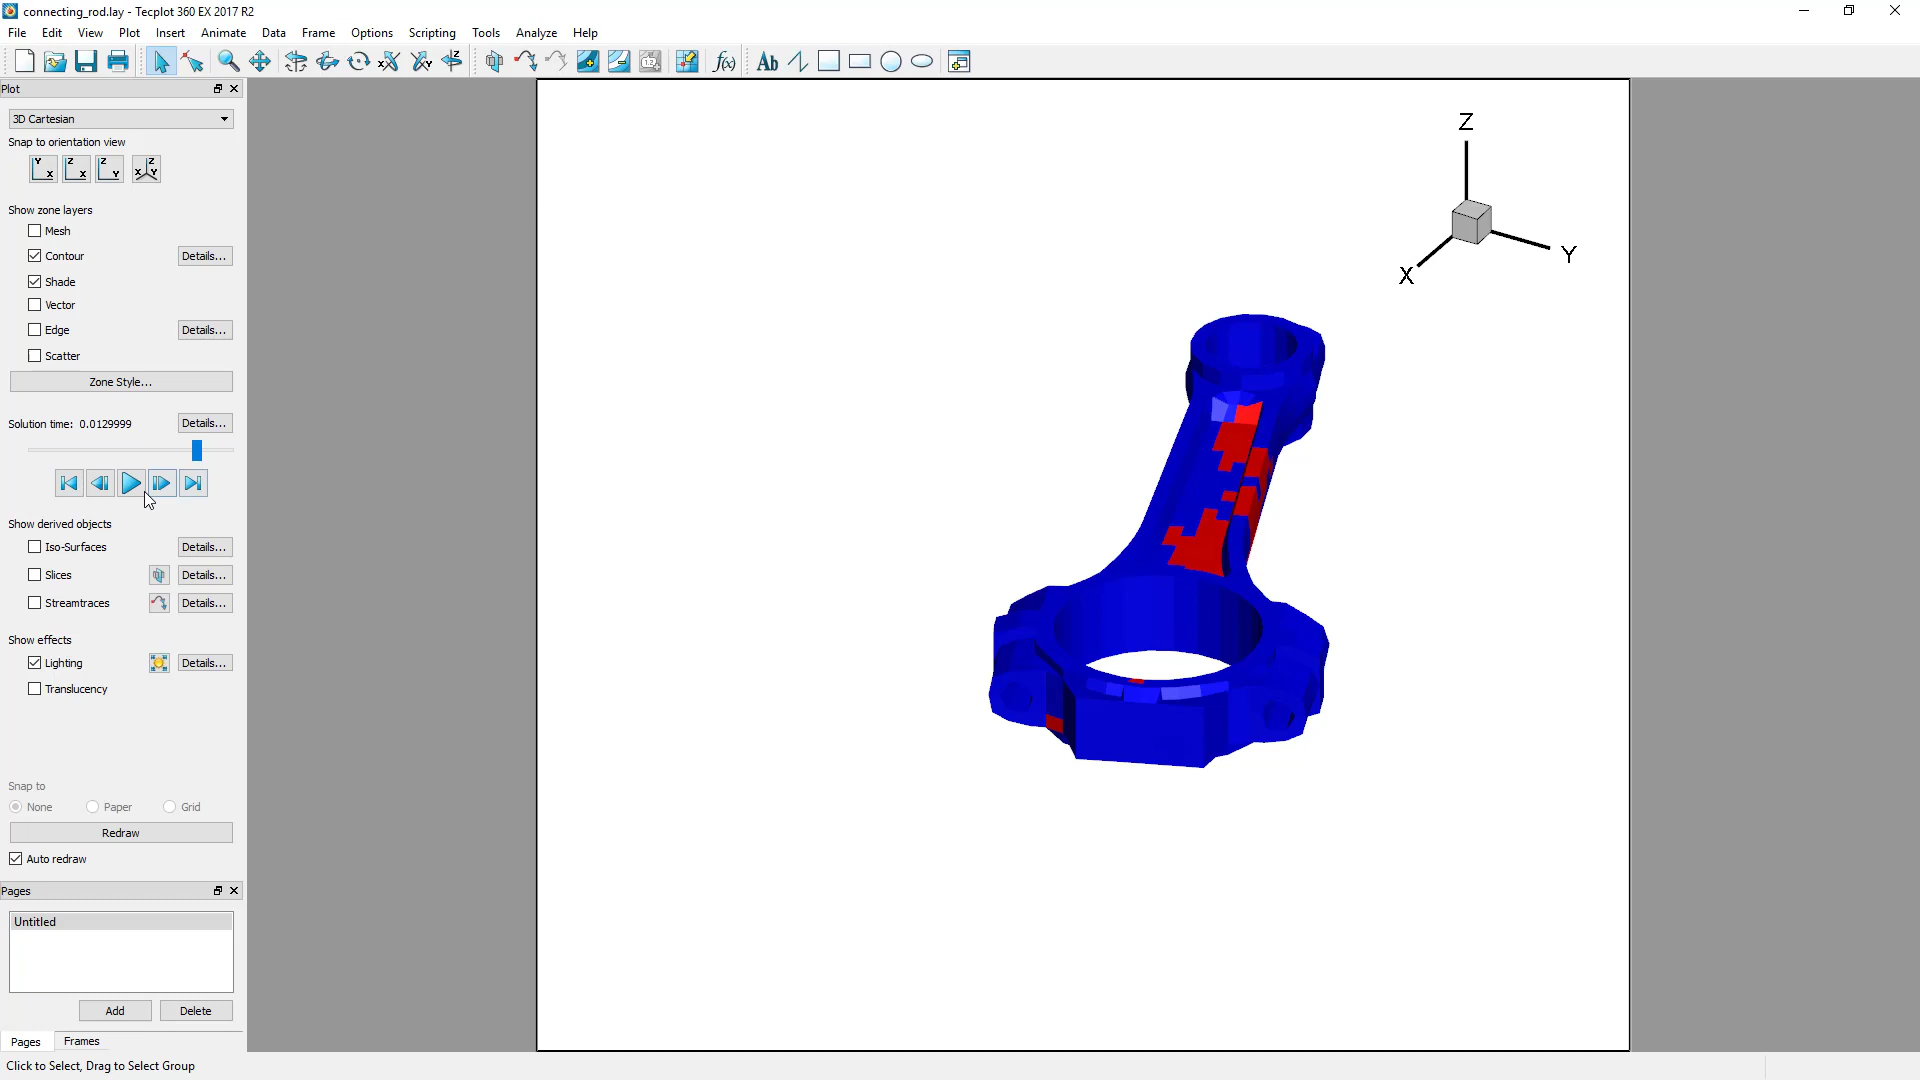 connecting_rod.lay - Tecplot 360 EX 2017 R2
File Edit View Plot Insert Animate Data Frame Options Scripting Tools Analyze Help
Ab
f(x)
Plot
3D Cartesian
Snap to orientation view
Y X Z X Z Y Z X Y
Show zone layers
Mesh
Contour Details...
Shade
Vector
Edge Details...
Scatter
Zone Style...
Solution time: 0.0129999 Details...
Show derived objects
Iso-Surfaces Details...
Slices Details...
Streamtraces Details...
Show effects
Lighting Details...
Translucency
Snap to
None Paper Grid
Redraw
Auto redraw
Pages
Untitled
Add Delete
Pages Frames
Click to Select, Drag to Select Group
Z
Y
X